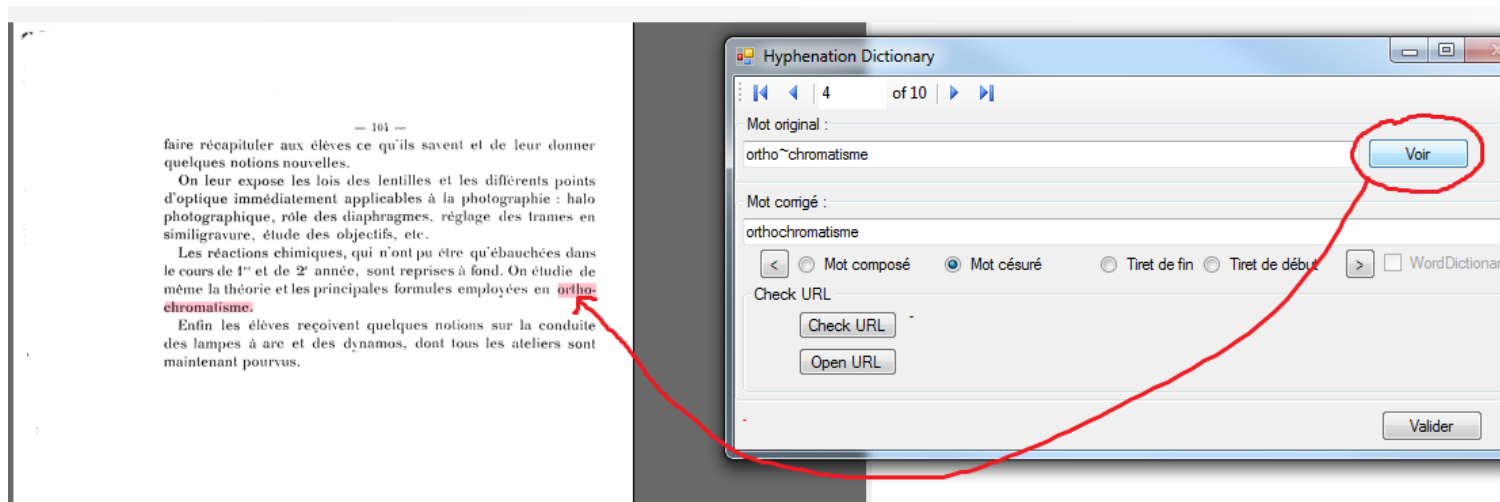 — 104 —
faire récapituler aux élèves ce qu'ils savent et de leur donner
quelques notions nouvelles.
On leur expose les lois des lentilles et les différents points
d'optique immédiatement applicables à la photographie : halo
photographique, rôle des diaphragmes, réglage des trames en
similigravure, étude des objectifs, etc.
Les réactions chimiques, qui n'ont pu être qu'ébauchées dans
le cours de 1re et de 2e année, sont reprises à fond. On étudie de
même la théorie et les principales formules employées en ortho-
chromatisme.
Enfin les élèves reçoivent quelques notions sur la conduite
des lampes à arc et des dynamos, dont tous les ateliers sont
maintenant pourvus.
Hyphenation Dictionary
4 of 10
Mot original :
ortho~chromatisme
Voir
Mot corrigé :
orthochromatisme
< Mot composé Mot césuré Tiret de fin Tiret de début > WordDictionar
Check URL
Check URL -
Open URL
-
Valider